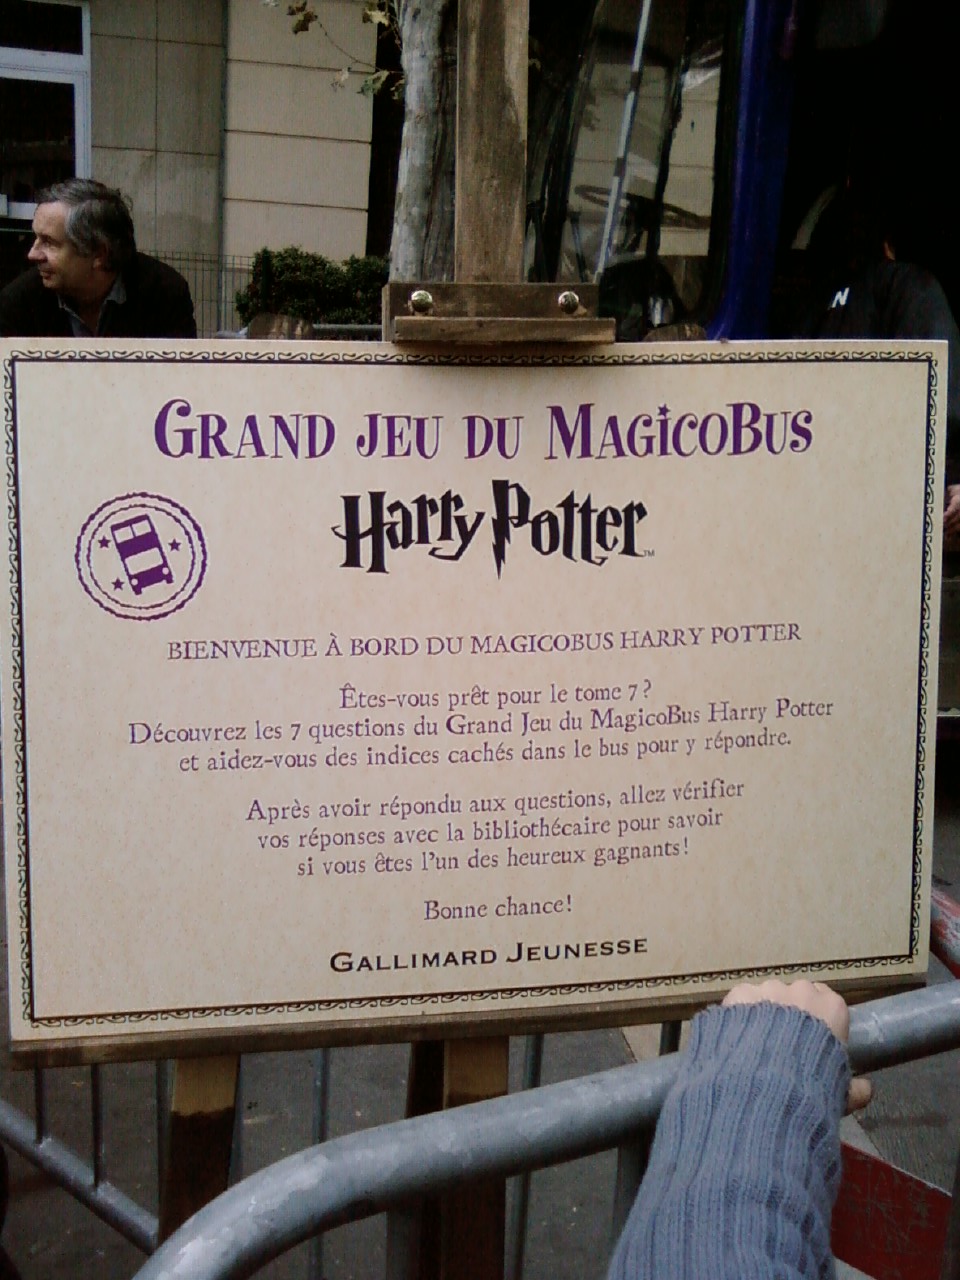 GRAND JEU DU MAGICOBUS
Harry Potter™
BIENVENUE À BORD DU MAGICOBUS HARRY POTTER
Êtes-vous prêt pour le tome 7 ?
Découvrez les 7 questions du Grand Jeu du MagicoBus Harry Potter
et aidez-vous des indices cachés dans le bus pour y répondre.
Après avoir répondu aux questions, allez vérifier
vos réponses avec la bibliothécaire pour savoir
si vous êtes l'un des heureux gagnants !
Bonne chance !
GALLIMARD JEUNESSE
N